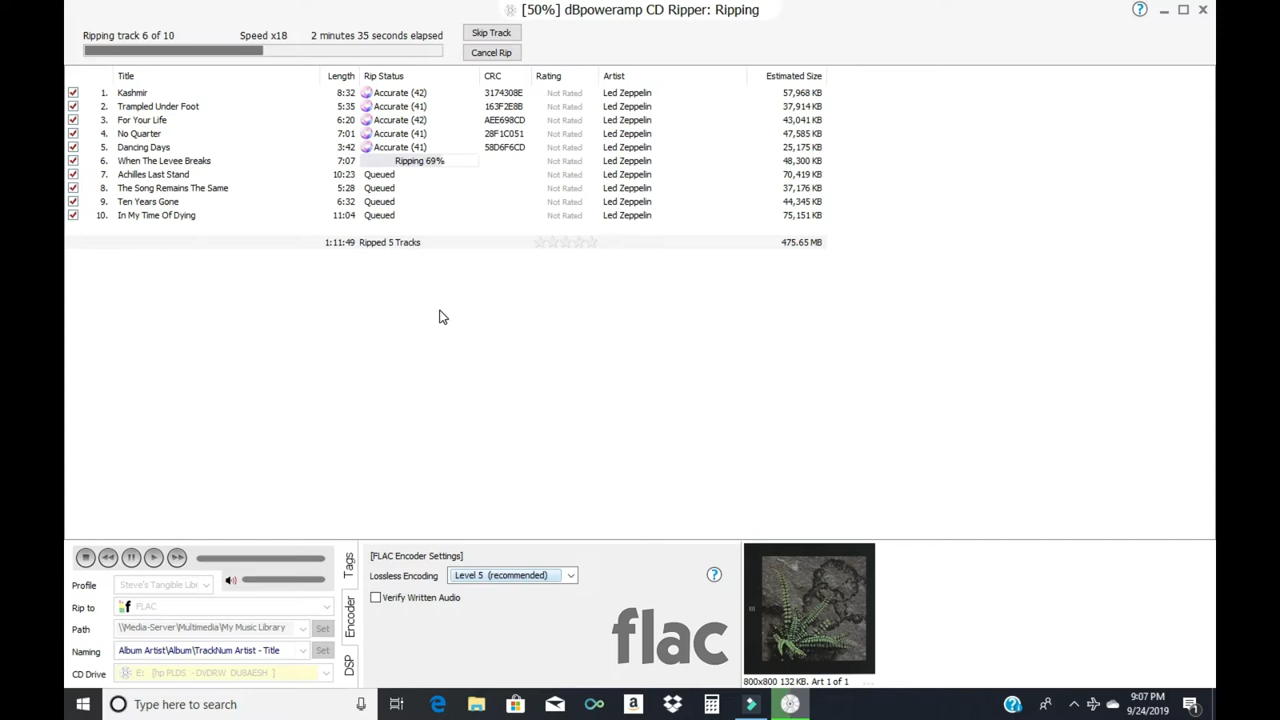 [50%] dBpoweramp CD Ripper: Ripping
Ripping track 6 of 10 Speed x18 2 minutes 35 seconds elapsed Skip Track
Cancel Rip
Title Length Rip Status CRC Rating Artist Estimated Size
1. Kashmir 8:32 Accurate (42) 3174308E Not Rated Led Zeppelin 57,968 KB
2. Trampled Under Foot 5:35 Accurate (41) 163F2E8B Not Rated Led Zeppelin 37,914 KB
3. For Your Life 6:20 Accurate (42) AEE698CD Not Rated Led Zeppelin 43,041 KB
4. No Quarter 7:01 Accurate (41) 28F1C051 Not Rated Led Zeppelin 47,585 KB
5. Dancing Days 3:42 Accurate (41) 58D6F6CD Not Rated Led Zeppelin 25,175 KB
6. When The Levee Breaks 7:07 Ripping 69% Not Rated Led Zeppelin 48,300 KB
7. Achilles Last Stand 10:23 Queued Not Rated Led Zeppelin 70,419 KB
8. The Song Remains The Same 5:28 Queued Not Rated Led Zeppelin 37,176 KB
9. Ten Years Gone 6:32 Queued Not Rated Led Zeppelin 44,345 KB
10. In My Time Of Dying 11:04 Queued Not Rated Led Zeppelin 75,151 KB
1:11:49 Ripped 5 Tracks 475.65 MB
Profile Steve's Tangible Libr
Rip to FLAC
Path \\Media-Server\Multimedia\My Music Library Set
Naming Album Artist\Album\TrackNum Artist - Title Set
CD Drive E: [hp PLDS - DVDRW DU8AESH ]
Tags
Encoder
DSP
[FLAC Encoder Settings]
Lossless Encoding Level 5 (recommended)
Verify Written Audio
flac
800x800 132 KB. Art 1 of 1 ...
Type here to search
9:07 PM
9/24/2019
1